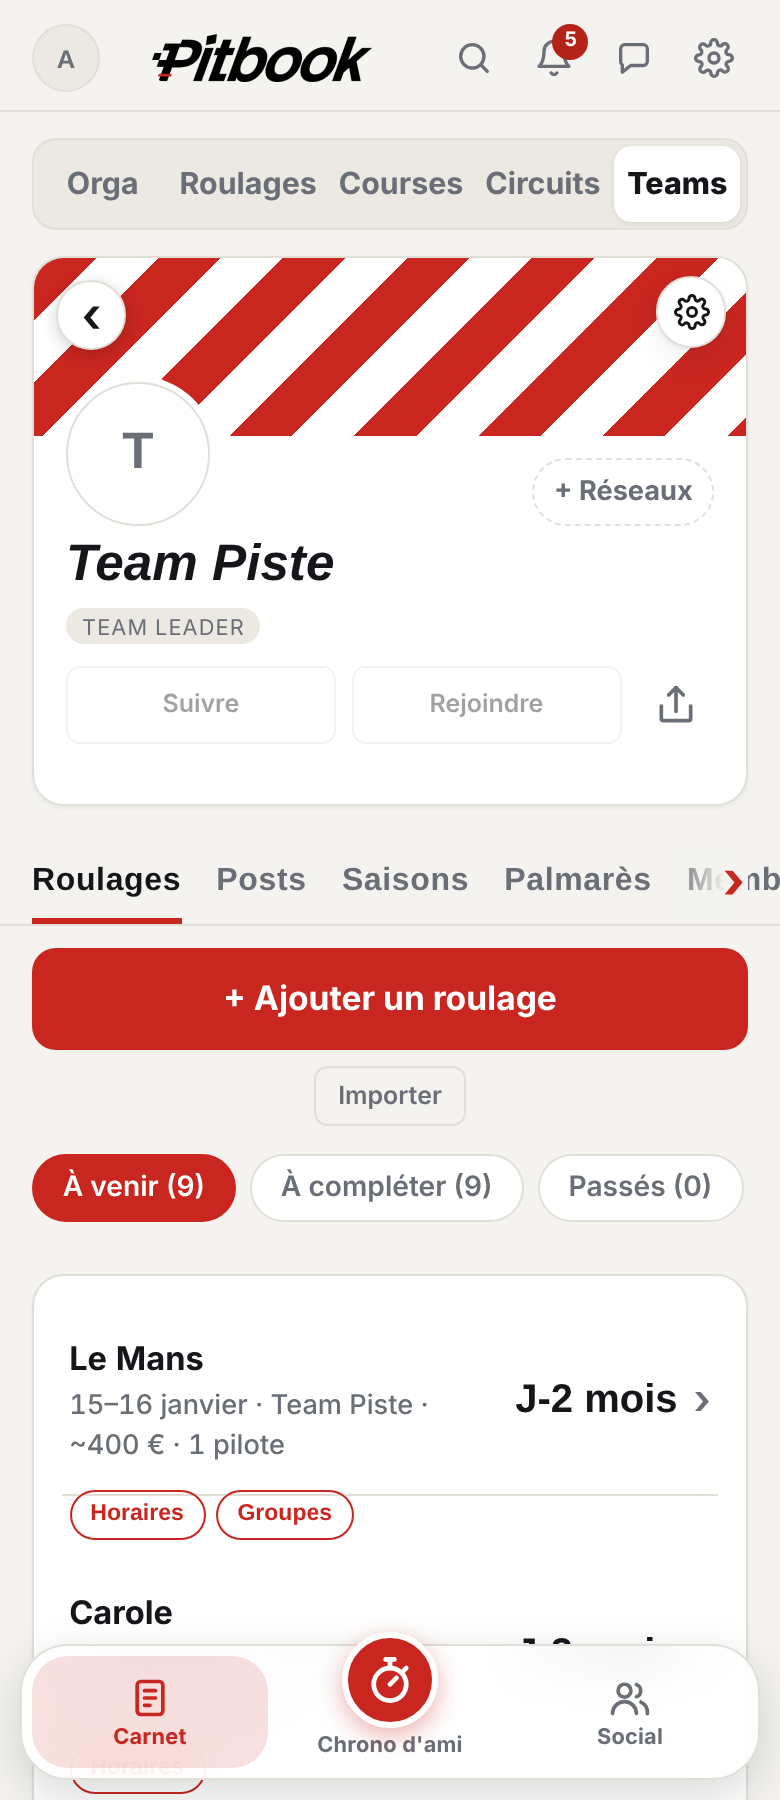 A
Pitbook
5
Orga Roulages Courses Circuits Teams
T
+ Réseaux
Team Piste
TEAM LEADER
Suivre Rejoindre
Roulages Posts Saisons Palmarès
+ Ajouter un roulage
Importer
À venir (9) À compléter (9) Passés (0)
Le Mans
15–16 janvier · Team Piste ·
~400 € · 1 pilote
J-2 mois ›
Horaires Groupes
Carole
Carnet Chrono d'ami Social
Horaires